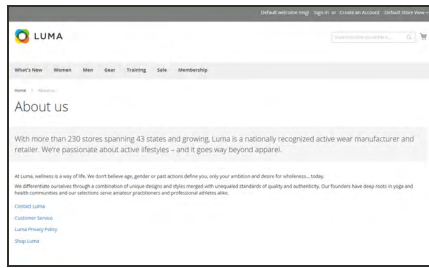 Default welcome msg! Sign In or Create an Account Default Store View
LUMA
Search entire store here...
What's New Women Men Gear Training Sale Membership
Home > About us
About us
With more than 230 stores spanning 43 states and growing, Luma is a nationally recognized active wear manufacturer and
retailer. We're passionate about active lifestyles – and it goes way beyond apparel.
At Luma, wellness is a way of life. We don't believe age, gender or past actions define you, only your ambition and desire for wholeness... today.
We differentiate ourselves through a combination of unique designs and styles merged with unequaled standards of quality and authenticity. Our founders have deep roots in yoga and
health communities and our selections serve amateur practitioners and professional athletes alike.
Contact Luma
Customer Service
Luma Privacy Policy
Shop Luma